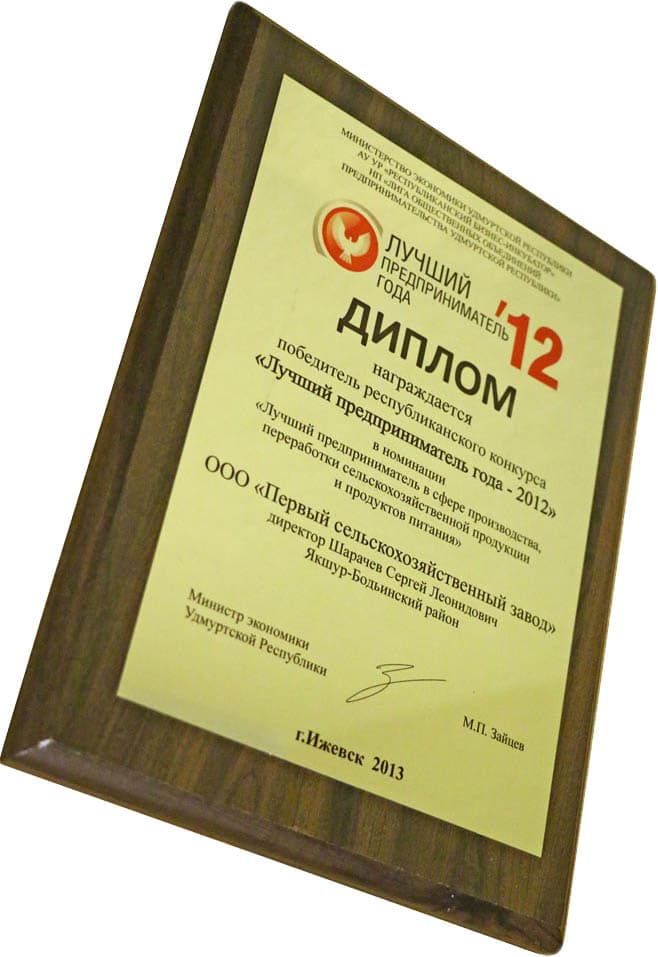 МИНИСТЕРСТВО ЭКОНОМИКИ УДМУРТСКОЙ РЕСПУБЛИКИ
АУ УР «РЕСПУБЛИКАНСКИЙ БИЗНЕС-ИНКУБАТОР»
НП «ЛИГА ОБЩЕСТВЕННЫХ ОБЪЕДИНЕНИЙ
ПРЕДПРИНИМАТЕЛЬСТВА УДМУРТСКОЙ РЕСПУБЛИКИ»
ЛУЧШИЙ
ПРЕДПРИНИМАТЕЛЬ
ГОДА
'12
ДИПЛОМ
награждается
победитель республиканского конкурса
«Лучший предприниматель года - 2012»
в номинации
«Лучший предприниматель в сфере производства,
переработки сельскохозяйственной продукции
и продуктов питания»
ООО «Первый сельскохозяйственный завод»
директор Шарачев Сергей Леонидович
Якшур-Бодьинский район
Министр экономики
Удмуртской Республики
М.П. Зайцев
г.Ижевск 2013